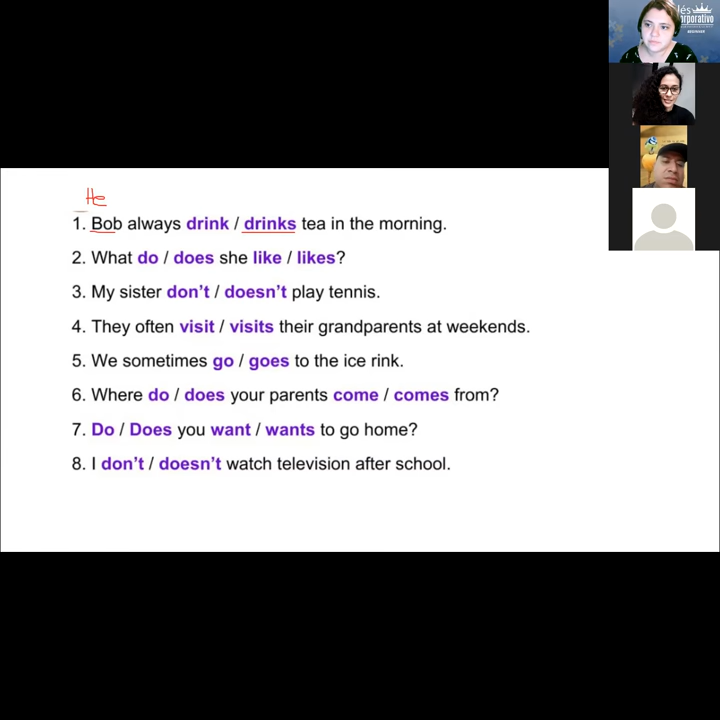 lés
orporativo
BEGINNER
He
1. Bob always drink / drinks tea in the morning.
2. What do / does she like / likes?
3. My sister don't / doesn't play tennis.
4. They often visit / visits their grandparents at weekends.
5. We sometimes go / goes to the ice rink.
6. Where do / does your parents come / comes from?
7. Do / Does you want / wants to go home?
8. I don't / doesn't watch television after school.